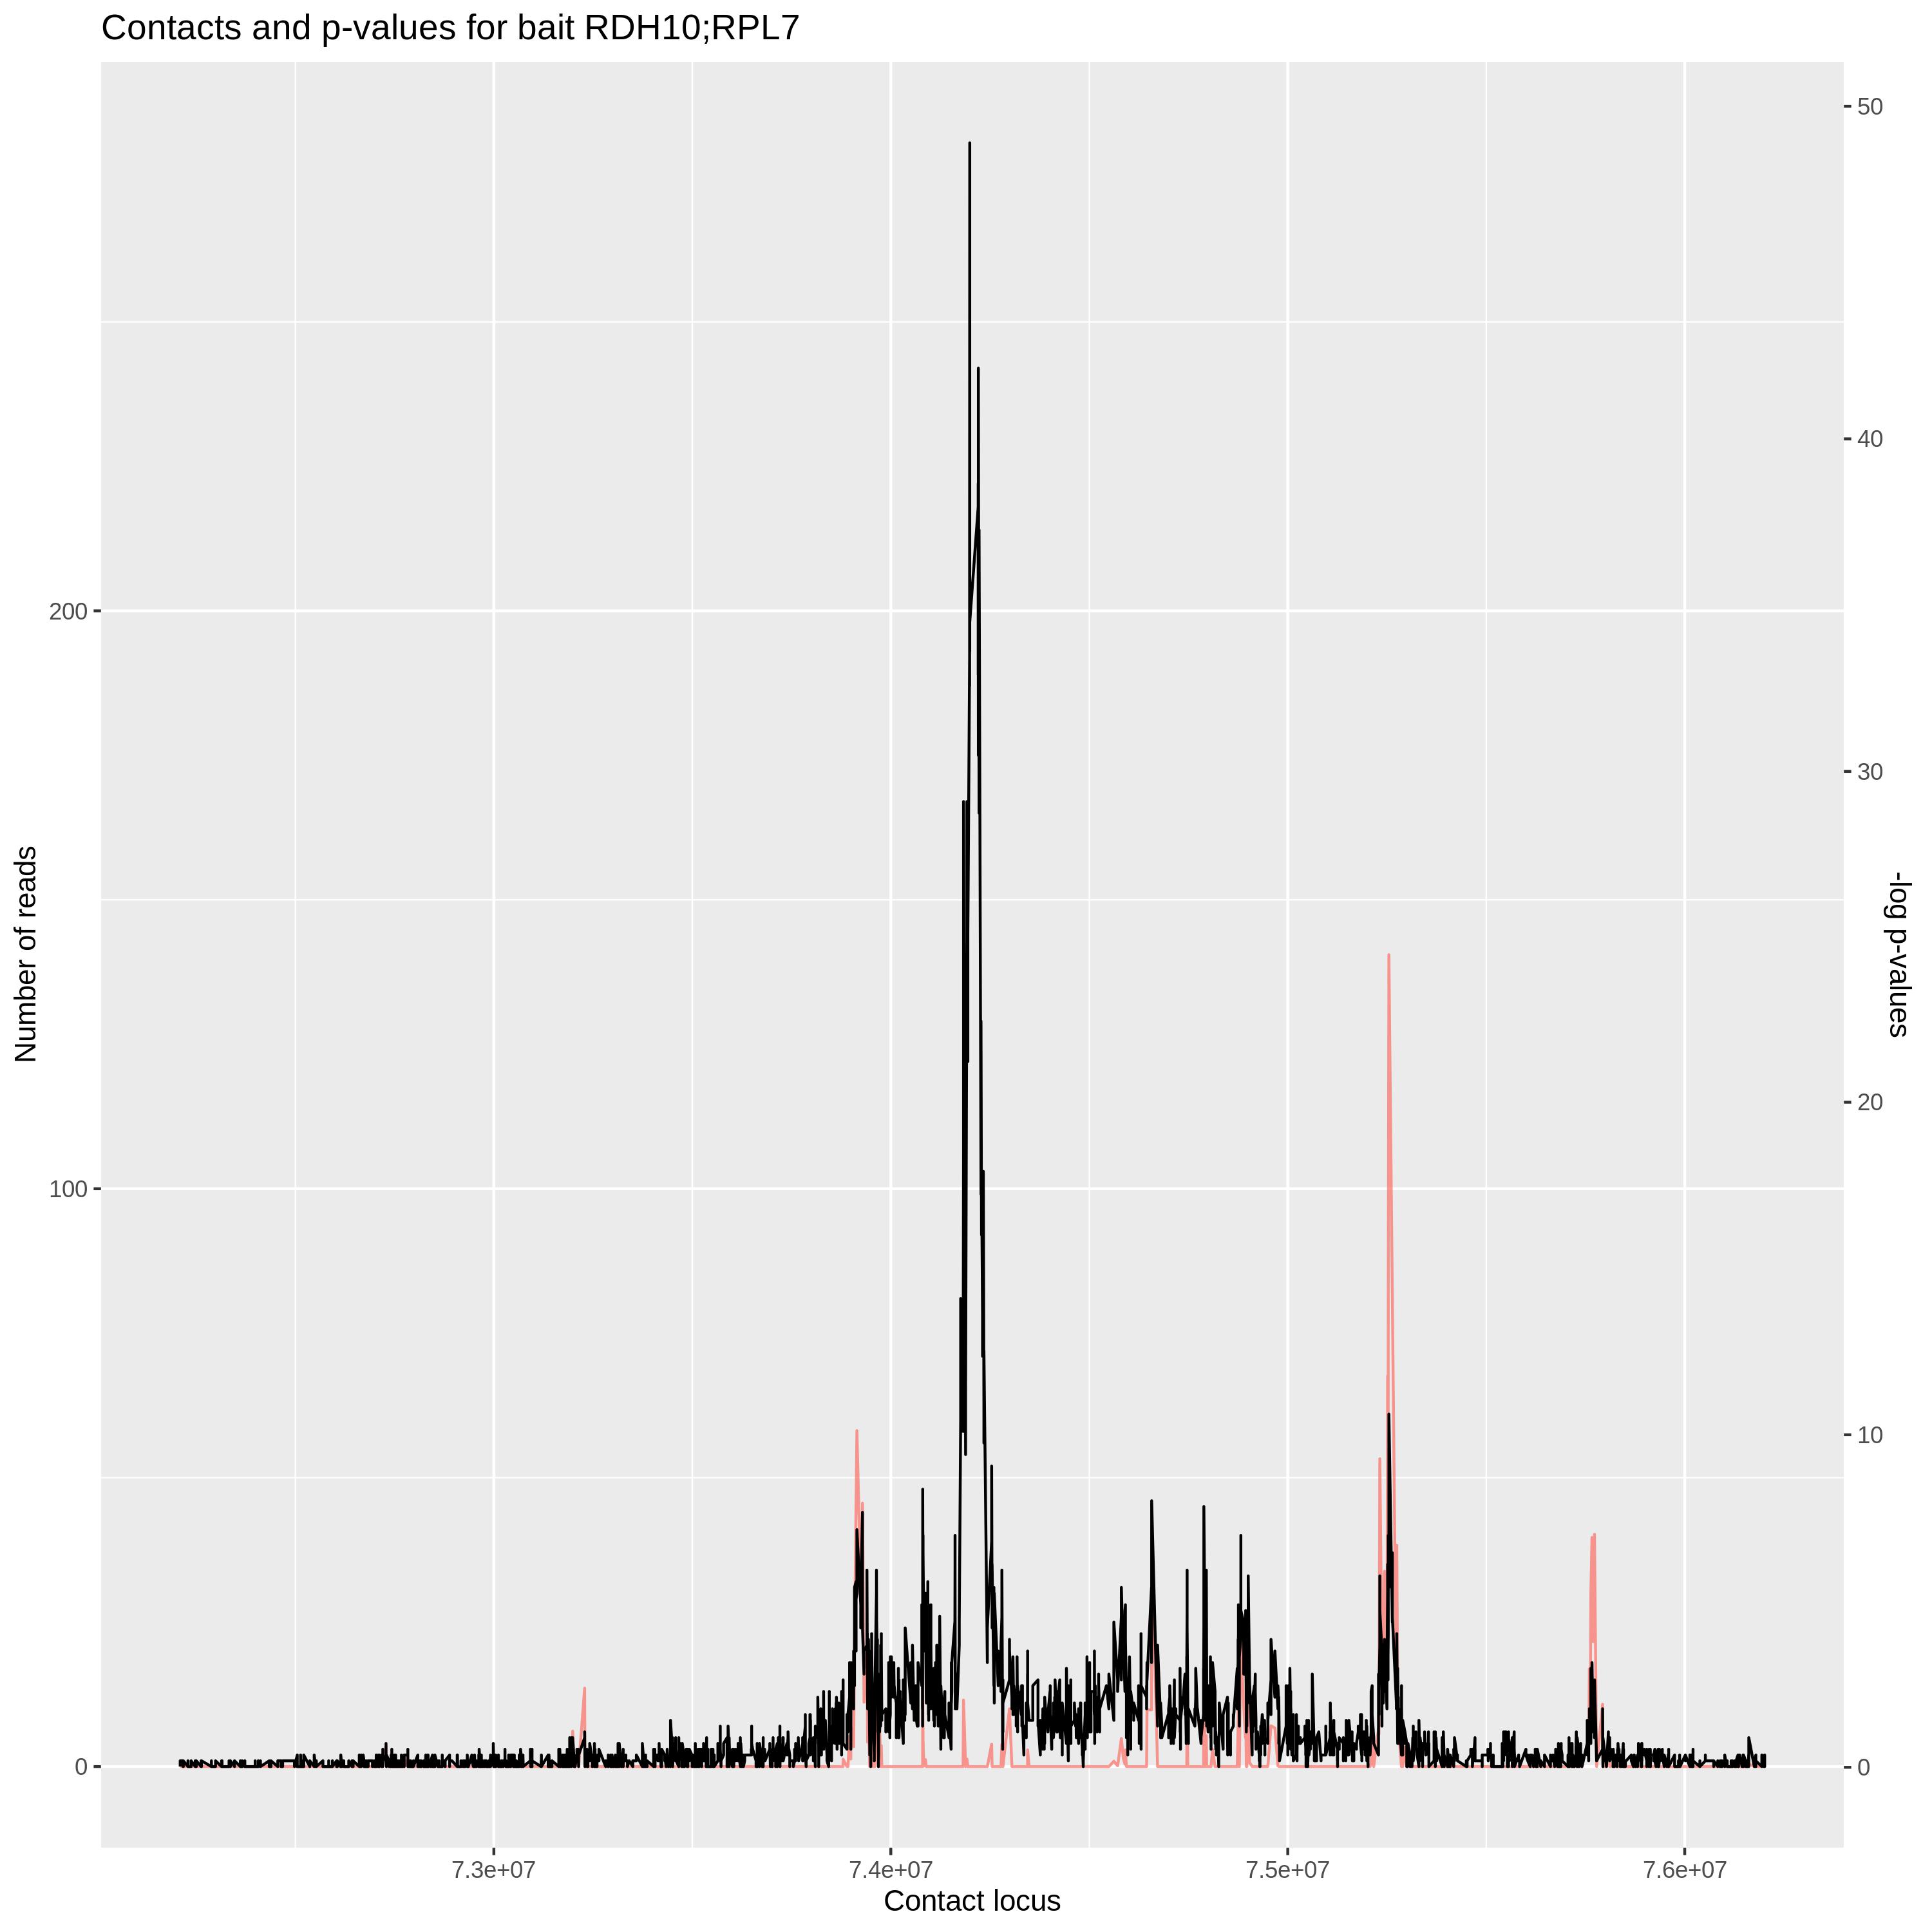 Contacts and p-values for bait RDH10;RPL7
Number of reads
200
100
0
50
40
30
20
10
0
-log p-values
7.3e+07
7.4e+07
7.5e+07
7.6e+07
Contact locus